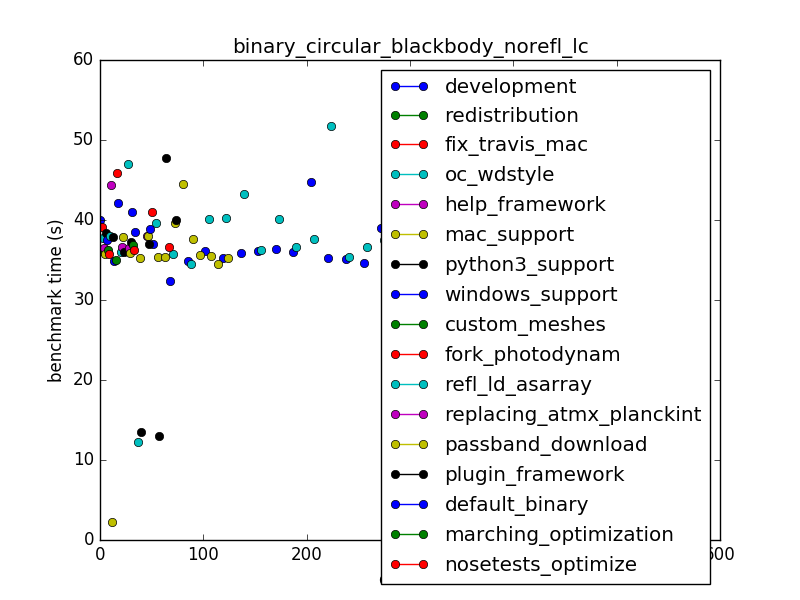 binary_circular_blackbody_norefl_lc
60
50
40
30
20
10
0
benchmark time (s)
0
100
200
development
redistribution
fix_travis_mac
oc_wdstyle
help_framework
mac_support
python3_support
windows_support
custom_meshes
fork_photodynam
refl_ld_asarray
replacing_atmx_planckint
passband_download
plugin_framework
default_binary
marching_optimization
nosetests_optimize